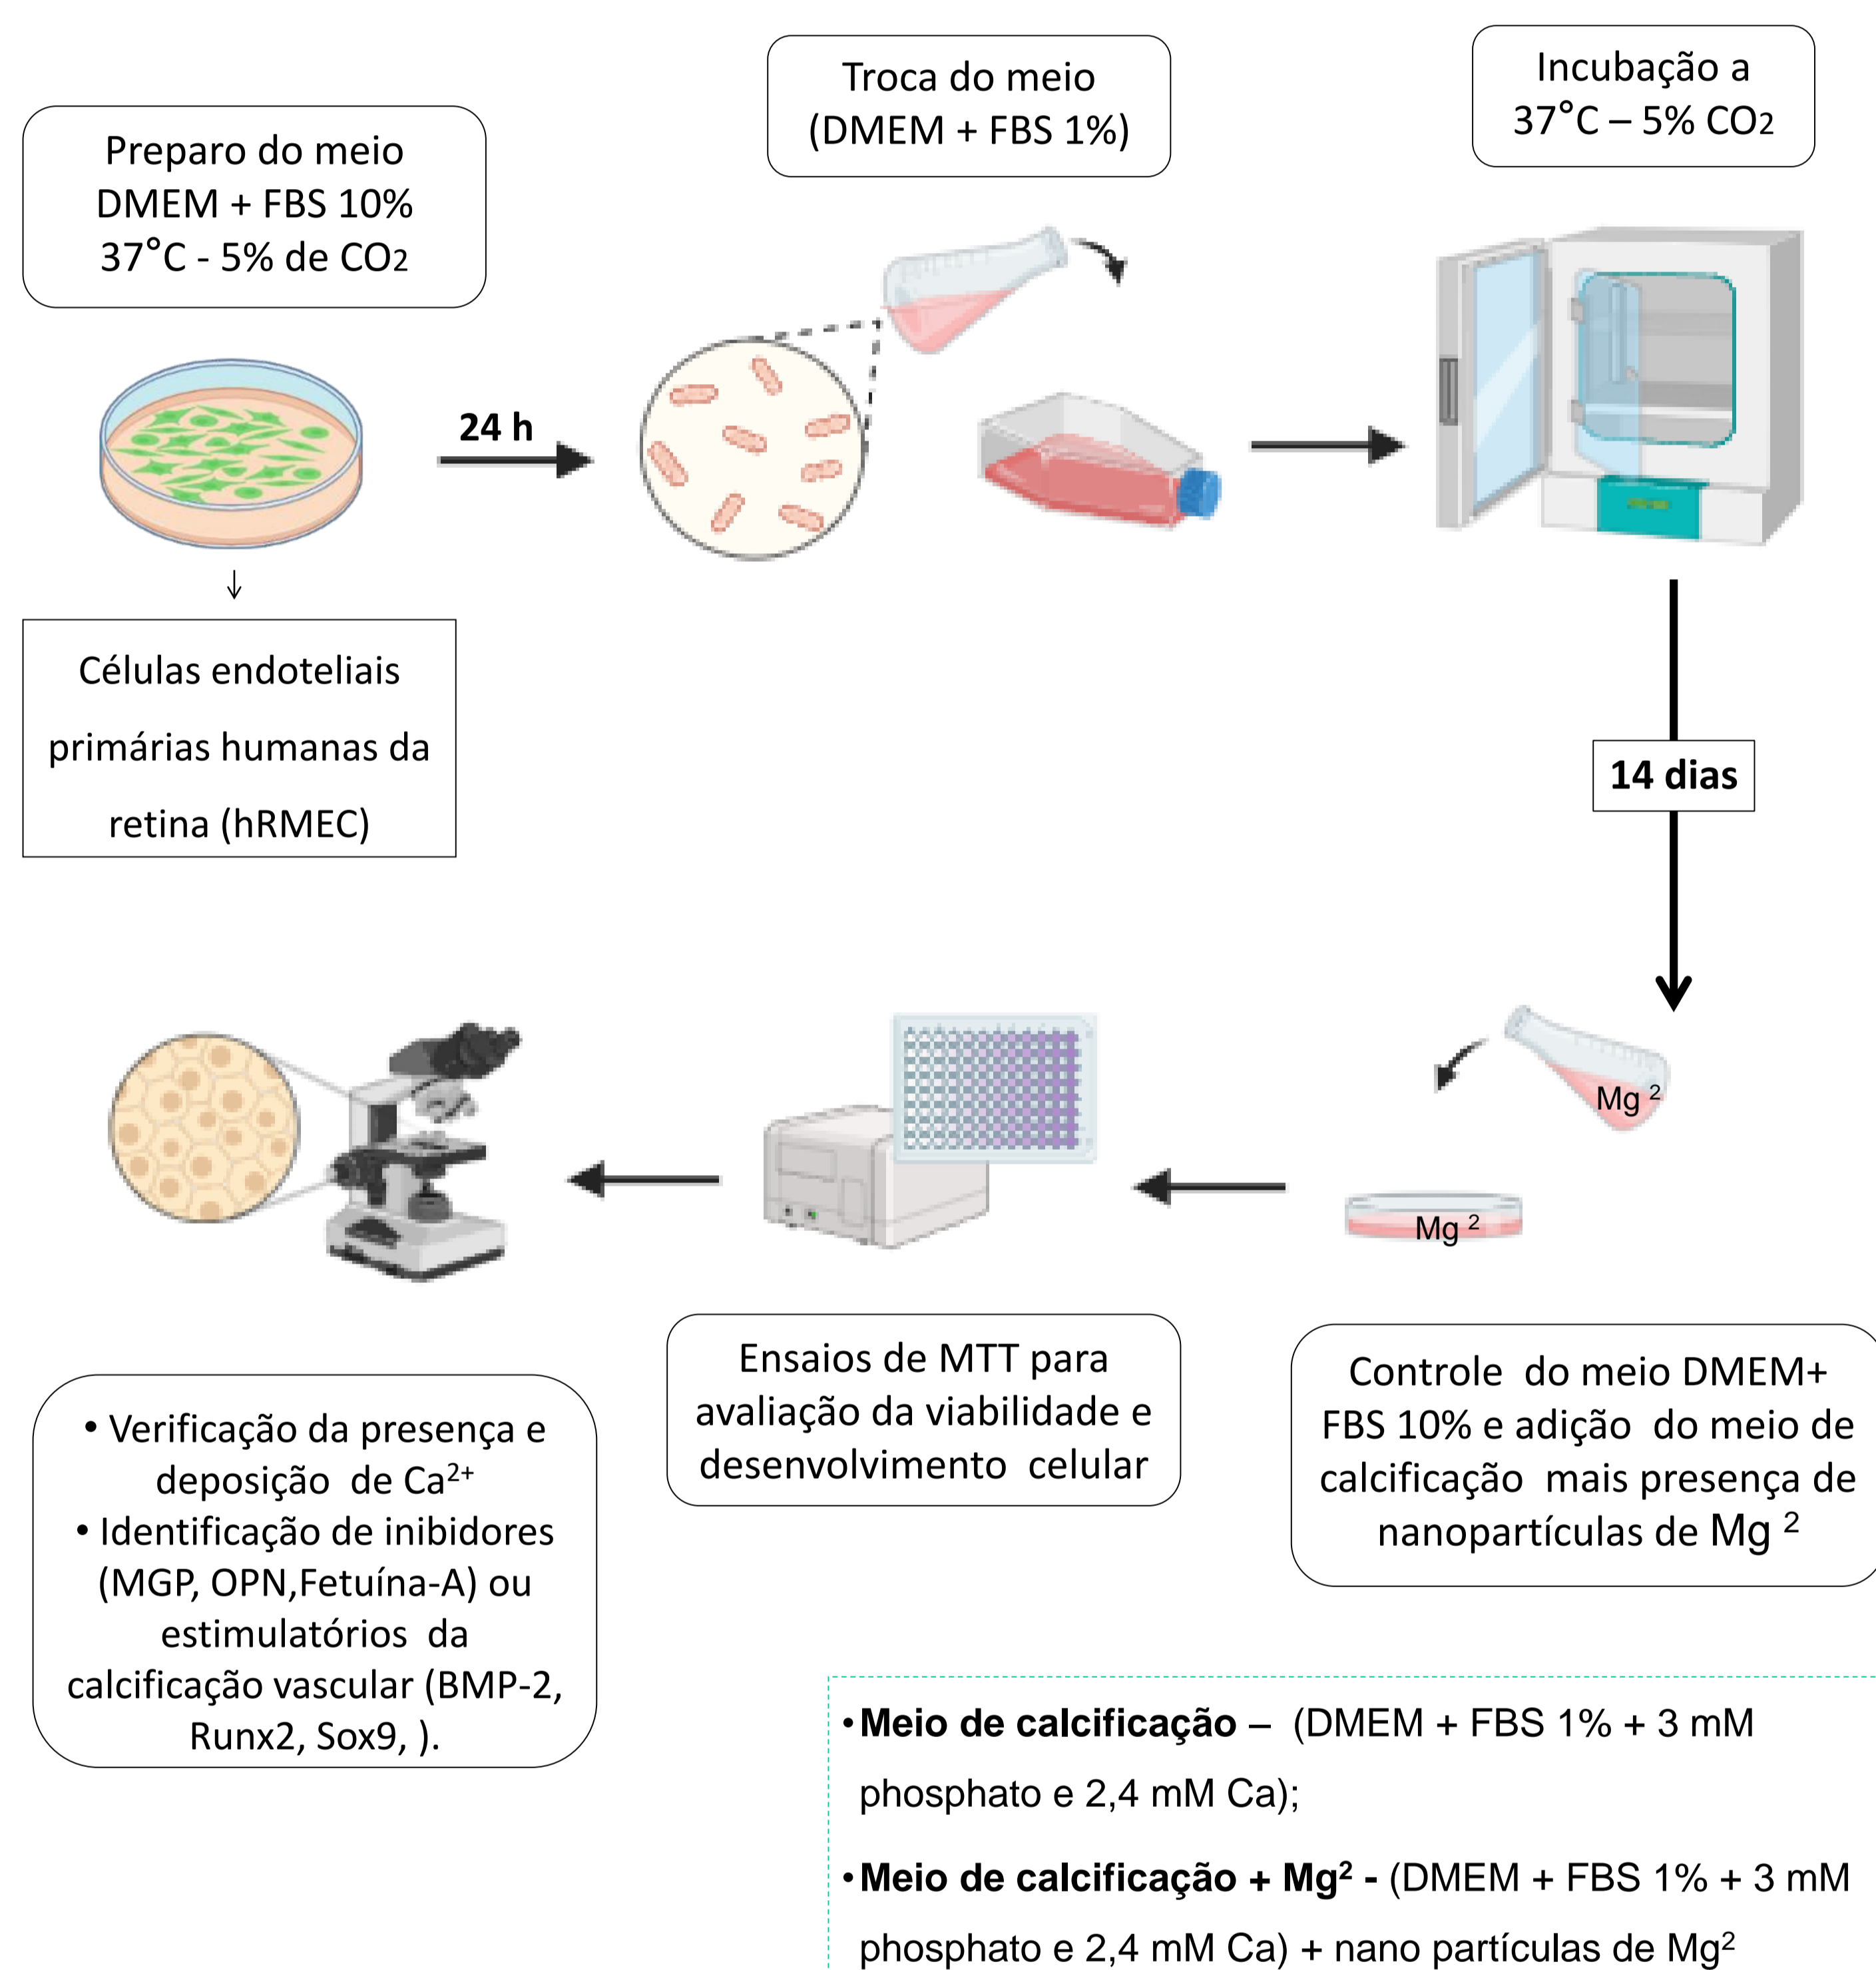 Preparo do meio
DMEM + FBS 10%
37°C - 5% de CO2
Troca do meio
(DMEM + FBS 1%)
Incubação a
37°C – 5% CO2
24 h
Células endoteliais
primárias humanas da
retina (hRMEC)
14 dias
Mg ²
Mg ²
• Verificação da presença e
deposição de Ca²⁺
• Identificação de inibidores
(MGP, OPN,Fetuína-A) ou
estimulatórios da
calcificação vascular (BMP-2,
Runx2, Sox9, ).
Ensaios de MTT para
avaliação da viabilidade e
desenvolvimento celular
Controle do meio DMEM+
FBS 10% e adição do meio de
calcificação mais presença de
nanopartículas de Mg ²
•Meio de calcificação – (DMEM + FBS 1% + 3 mM
phosphato e 2,4 mM Ca);
•Meio de calcificação + Mg² - (DMEM + FBS 1% + 3 mM
phosphato e 2,4 mM Ca) + nano partículas de Mg²